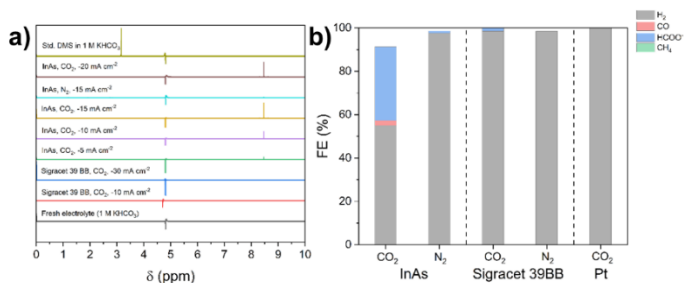 a)
Std. DMS in 1 M KHCO₃
InAs, CO₂, -20 mA cm⁻²
InAs, N₂, -15 mA cm⁻²
InAs, CO₂, -15 mA cm⁻²
InAs, CO₂, -10 mA cm⁻²
InAs, CO₂, -5 mA cm⁻²
Sigracet 39 BB, CO₂, -30 mA cm⁻²
Sigracet 39 BB, CO₂, -10 mA cm⁻²
Fresh electrolyte (1 M KHCO₃)
0 1 2 3 4 5 6 7 8 9 10
δ (ppm)
b)
H₂
CO
HCOO⁻
CH₄
100
80
60
40
20
0
FE (%)
CO₂ N₂ CO₂ N₂ CO₂
InAs Sigracet 39BB Pt